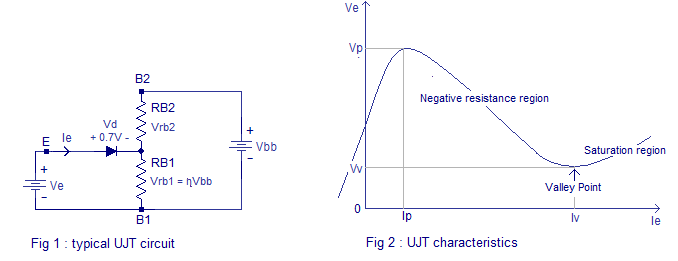 B2
RB2
Vrb2
Vd
+ 0.7V -
E
Ie
+
Ve
-
RB1
Vrb1 = ηVbb
+
Vbb
-
B1
Fig 1 : typical UJT circuit
Ve
Vp
Negative resistance region
Saturation region
Vv
Valley Point
0
Ip
Iv
Ie
Fig 2 : UJT characteristics